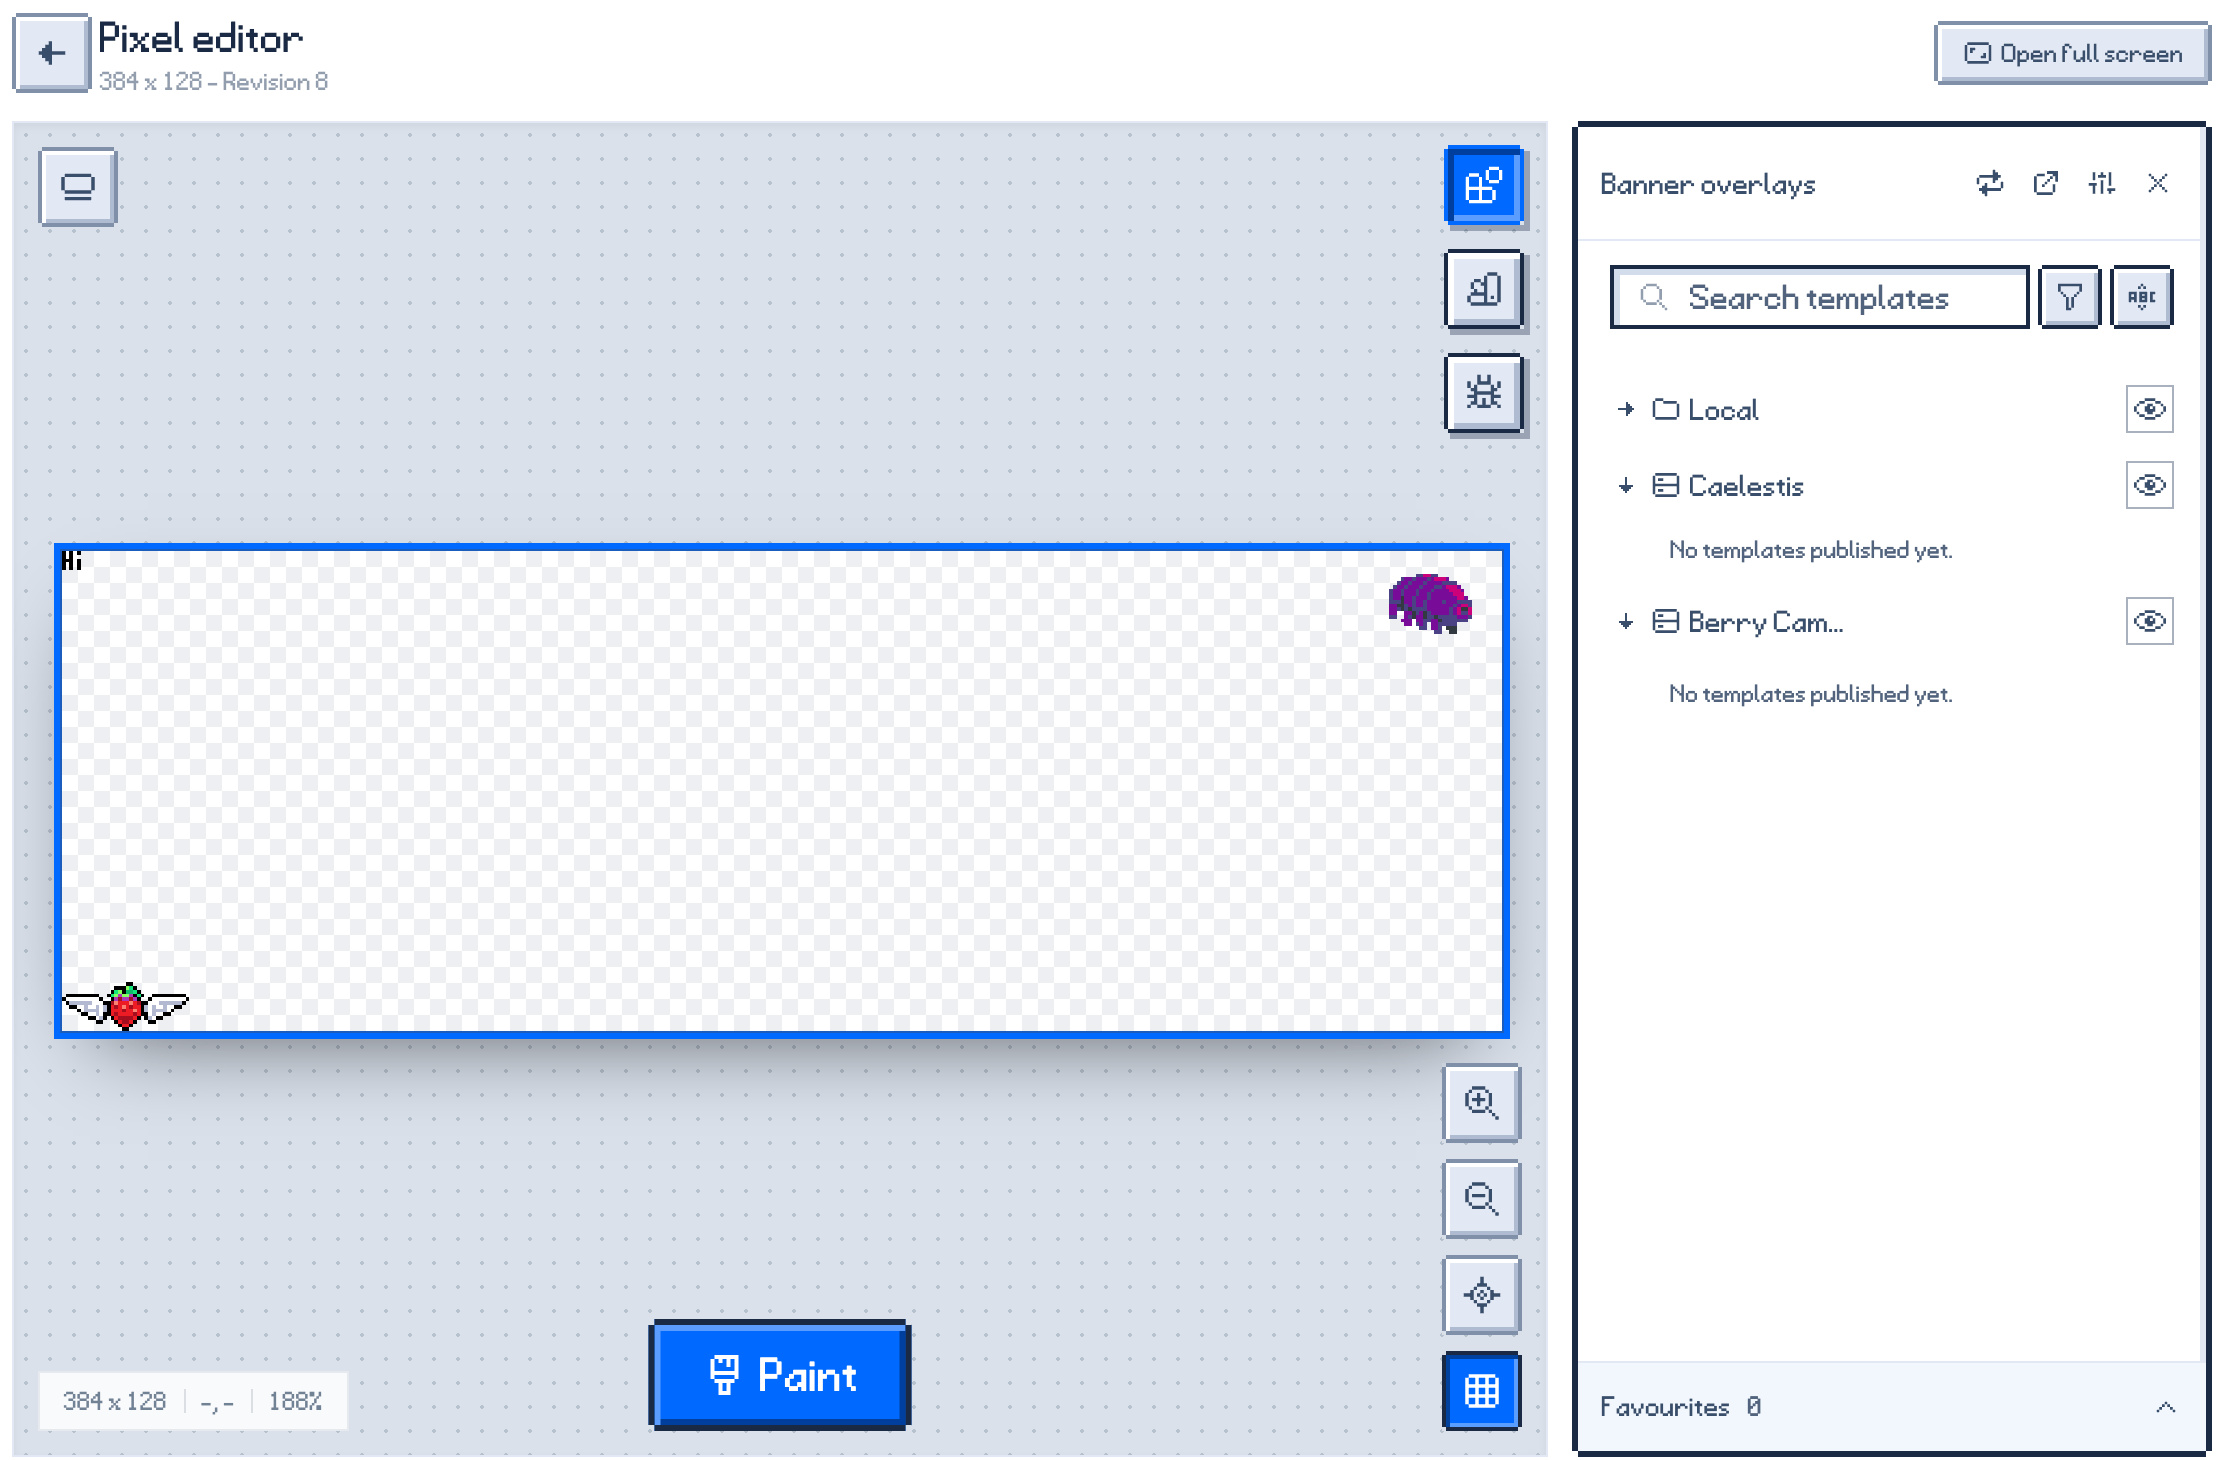 Pixel editor
384 x 128 – Revision 8
Open full screen
Banner overlays
Search templates
ABC
Local
Caelestis
No templates published yet.
Berry Cam...
No templates published yet.
Hi
Paint
384 x 128 -,- 188%
Favourites 0